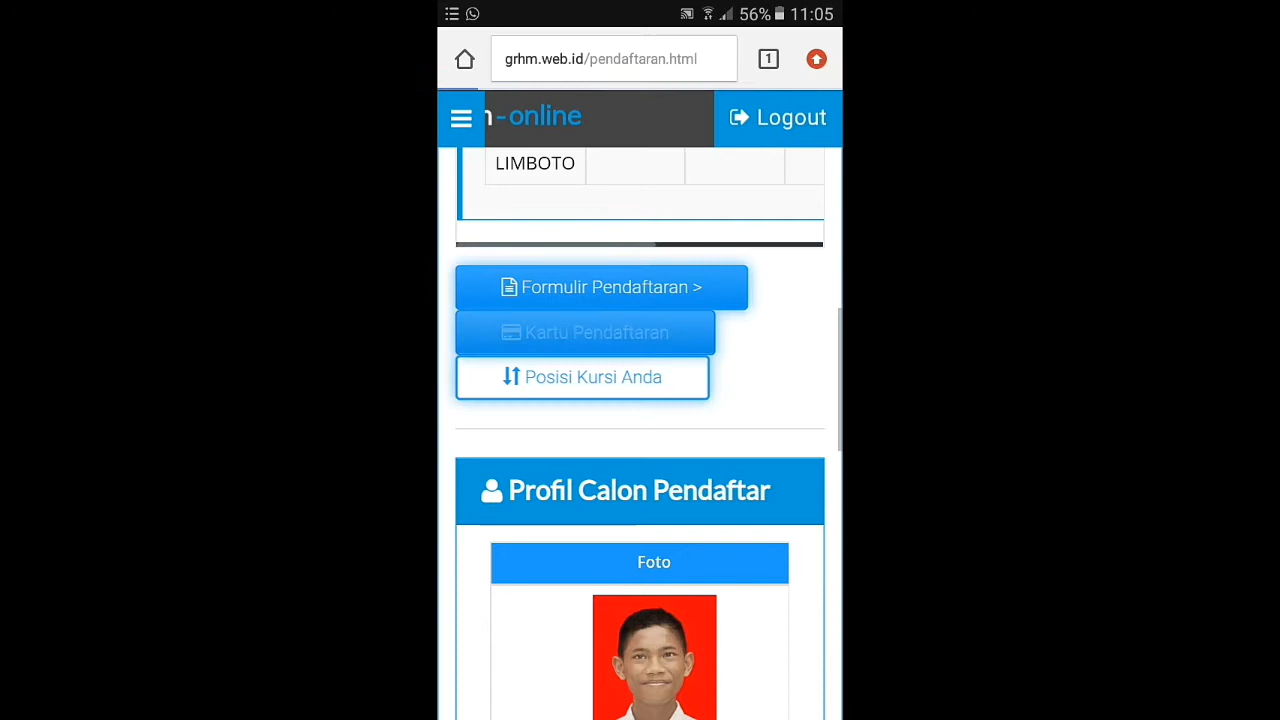 56% 11:05
grhm.web.id/pendaftaran.html
1
-online
Logout
LIMBOTO
Formulir Pendaftaran >
Kartu Pendaftaran
Posisi Kursi Anda
Profil Calon Pendaftar
Foto